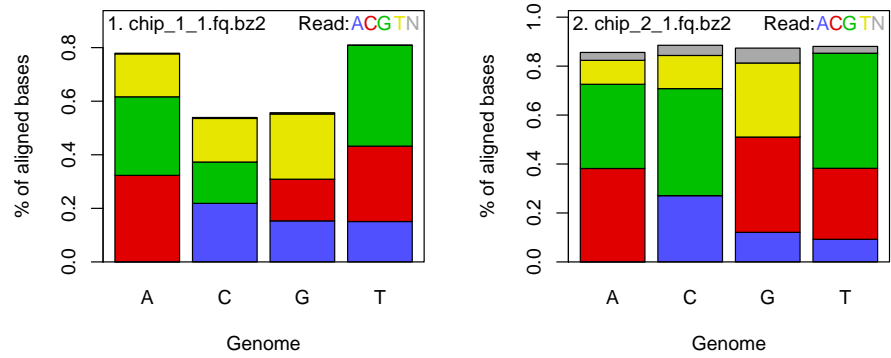 1. chip_1_1.fq.bz2 Read:ACGTN
% of aligned bases
0.8
0.6
0.4
0.2
0.0
A C G T
Genome
2. chip_2_1.fq.bz2 Read:ACGTN
% of aligned bases
1.0
0.8
0.6
0.4
0.2
0.0
A C G T
Genome